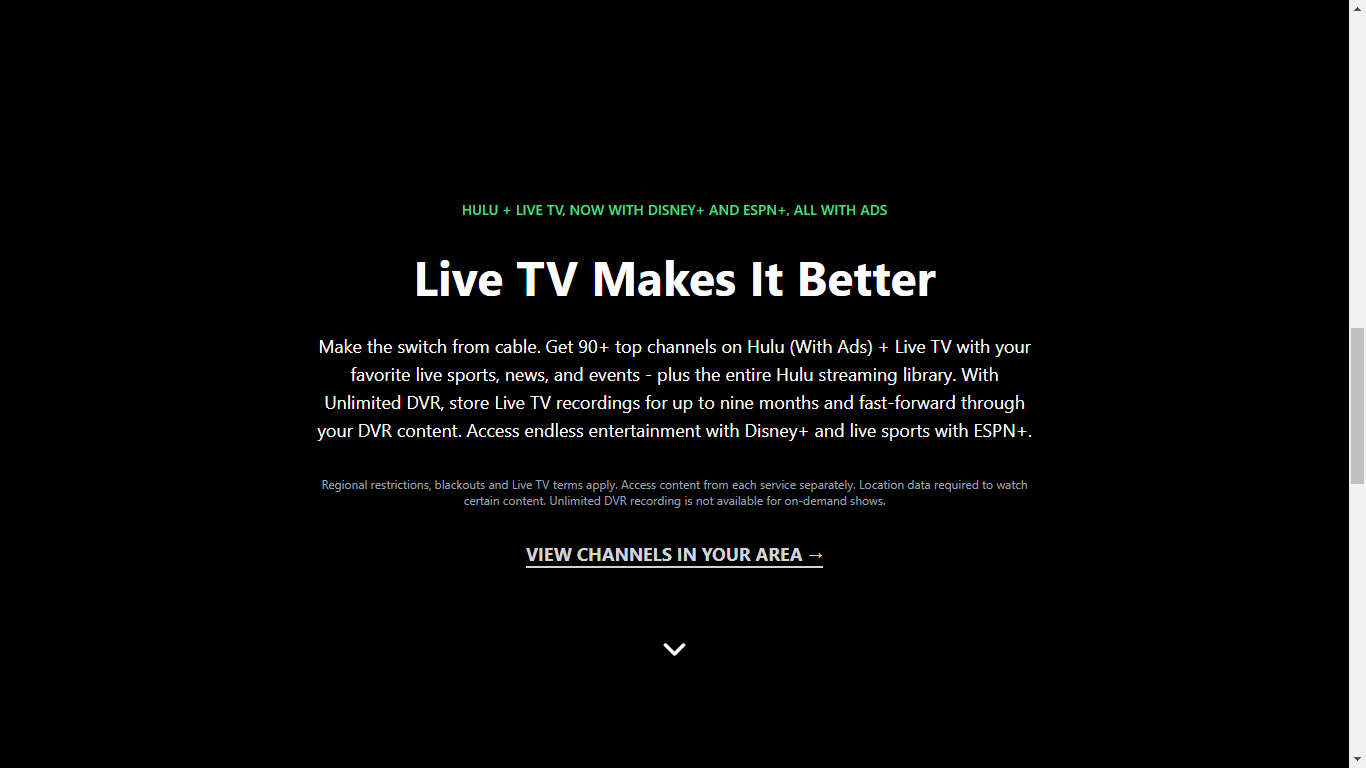 HULU + LIVE TV, NOW WITH DISNEY+ AND ESPN+, ALL WITH ADS
Live TV Makes It Better
Make the switch from cable. Get 90+ top channels on Hulu (With Ads) + Live TV with your
favorite live sports, news, and events - plus the entire Hulu streaming library. With
Unlimited DVR, store Live TV recordings for up to nine months and fast-forward through
your DVR content. Access endless entertainment with Disney+ and live sports with ESPN+.
Regional restrictions, blackouts and Live TV terms apply. Access content from each service separately. Location data required to watch
certain content. Unlimited DVR recording is not available for on-demand shows.
VIEW CHANNELS IN YOUR AREA →